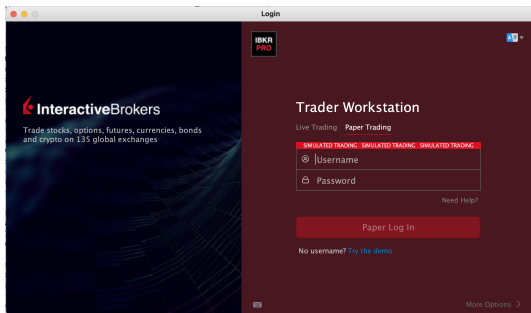 Login
IBKR
PRO
InteractiveBrokers
Trade stocks, options, futures, currencies, bonds
and crypto on 135 global exchanges
Trader Workstation
Live Trading Paper Trading
SIMULATED TRADING SIMULATED TRADING SIMULATED TRADING
Username
Password
Need Help?
Paper Log In
No username? Try the demo
More Options